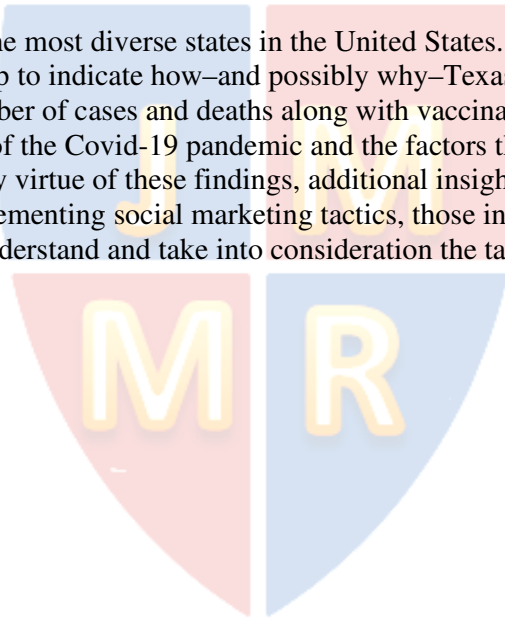 ne most diverse states in the United States.
p to indicate how–and possibly why–Texas
ber of cases and deaths along with vaccina
of the Covid-19 pandemic and the factors th
y virtue of these findings, additional insigh
ementing social marketing tactics, those in
derstand and take into consideration the ta
J M
M R